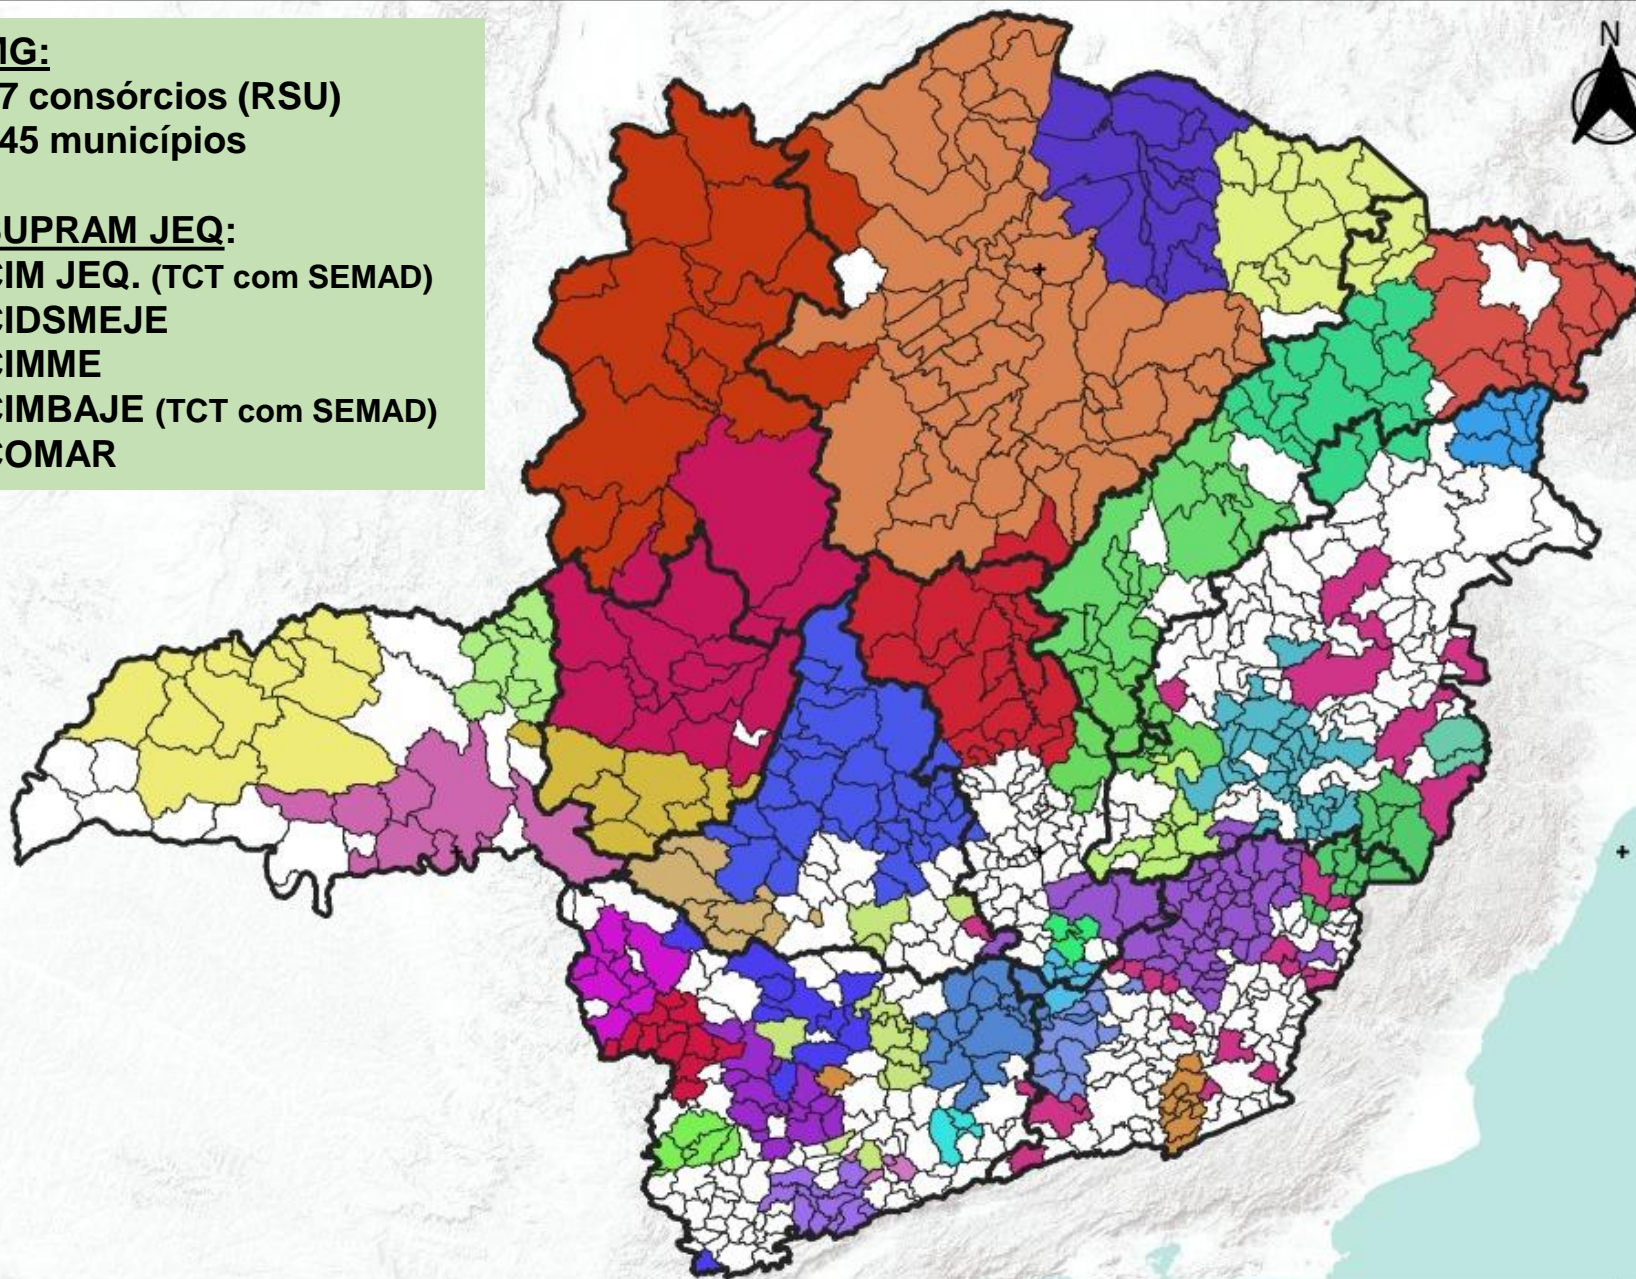 MG:
7 consórcios (RSU)
45 municípios
SUPRAM JEQ:
CIM JEQ. (TCT com SEMAD)
CIDSMEJE
CIMME
CIMBAJE (TCT com SEMAD)
COMAR
N